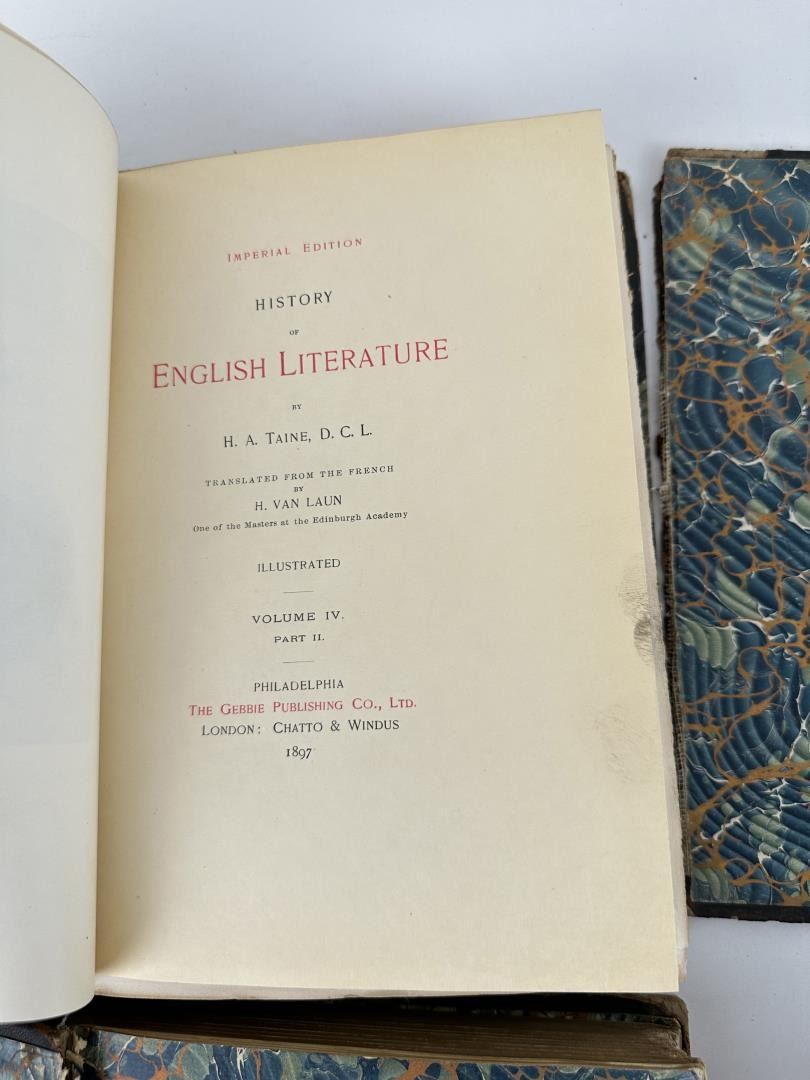 IMPERIAL EDITION
HISTORY
OF
ENGLISH LITERATURE
BY
H. A. TAINE, D. C. L.
TRANSLATED FROM THE FRENCH
BY
H. VAN LAUN
One of the Masters at the Edinburgh Academy
ILLUSTRATED
VOLUME IV.
PART II.
PHILADELPHIA
THE GEBBIE PUBLISHING CO., LTD.
LONDON: CHATTO & WINDUS
1897